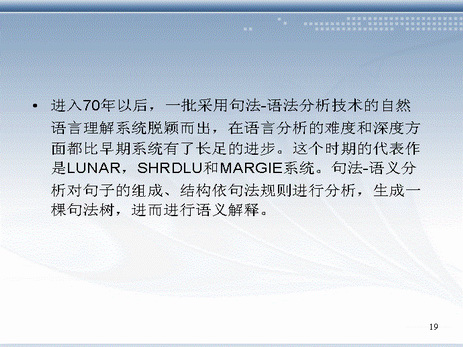 • 进入70年以后，一批采用句法-语法分析技术的自然
语言理解系统脱颖而出，在语言分析的难度和深度方
面都比早期系统有了长足的进步。这个时期的代表作
是LUNAR，SHRDLU和MARGIE系统。句法-语义分
析对句子的组成、结构依句法规则进行分析，生成一
棵句法树，进而进行语义解释。
19